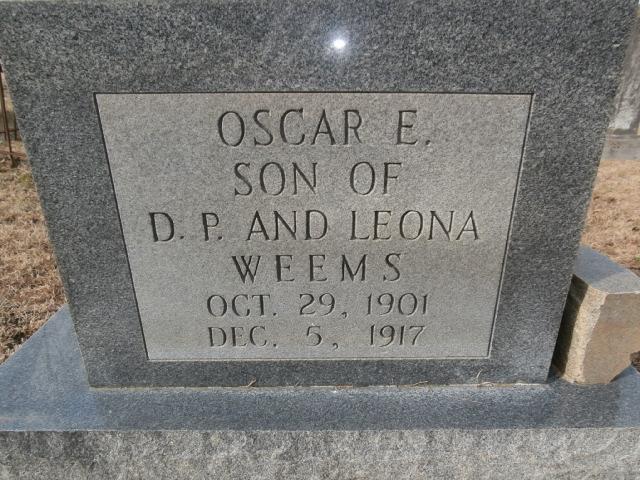 OSCAR E.
SON OF
D. P. AND LEONA
WEEMS
OCT. 29, 1901
DEC. 5, 1917